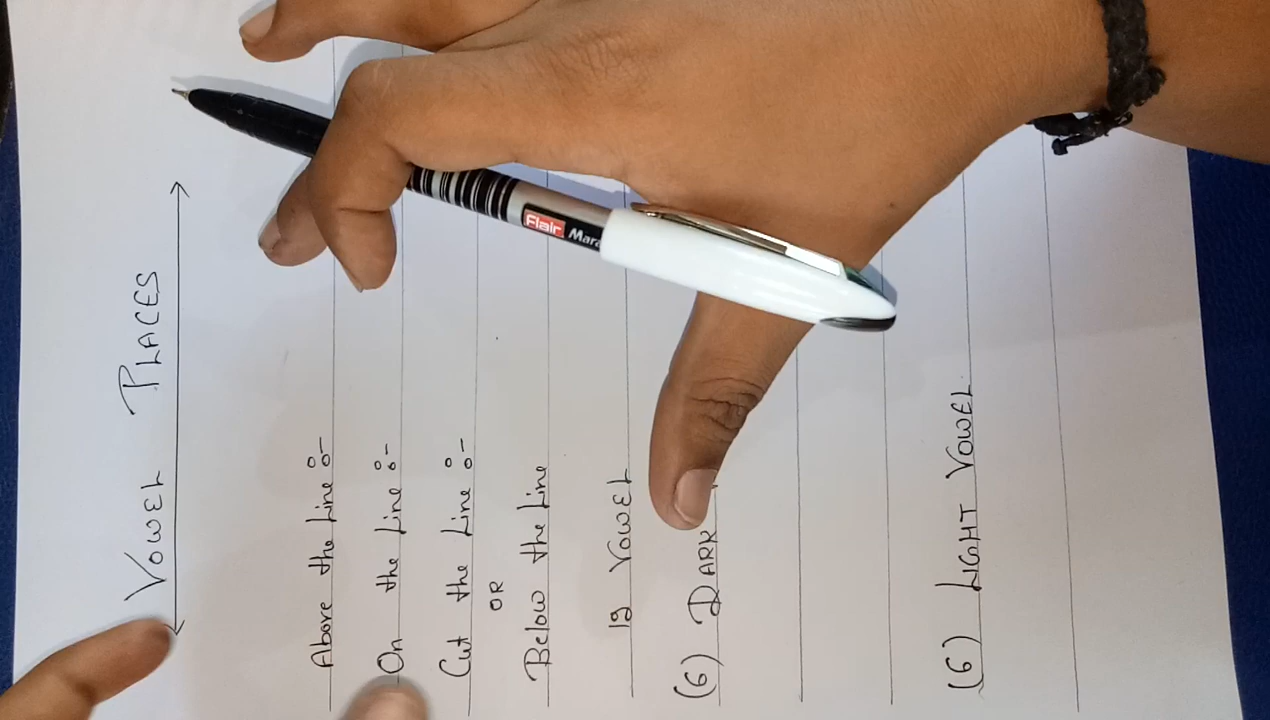 VOWEL PLACES
Above the Line :-
On the Line :-
Cut the Line :-
OR
Below the Line
12 VOWEL
(6) DARK
(6) LIGHT VOWEL
Flair